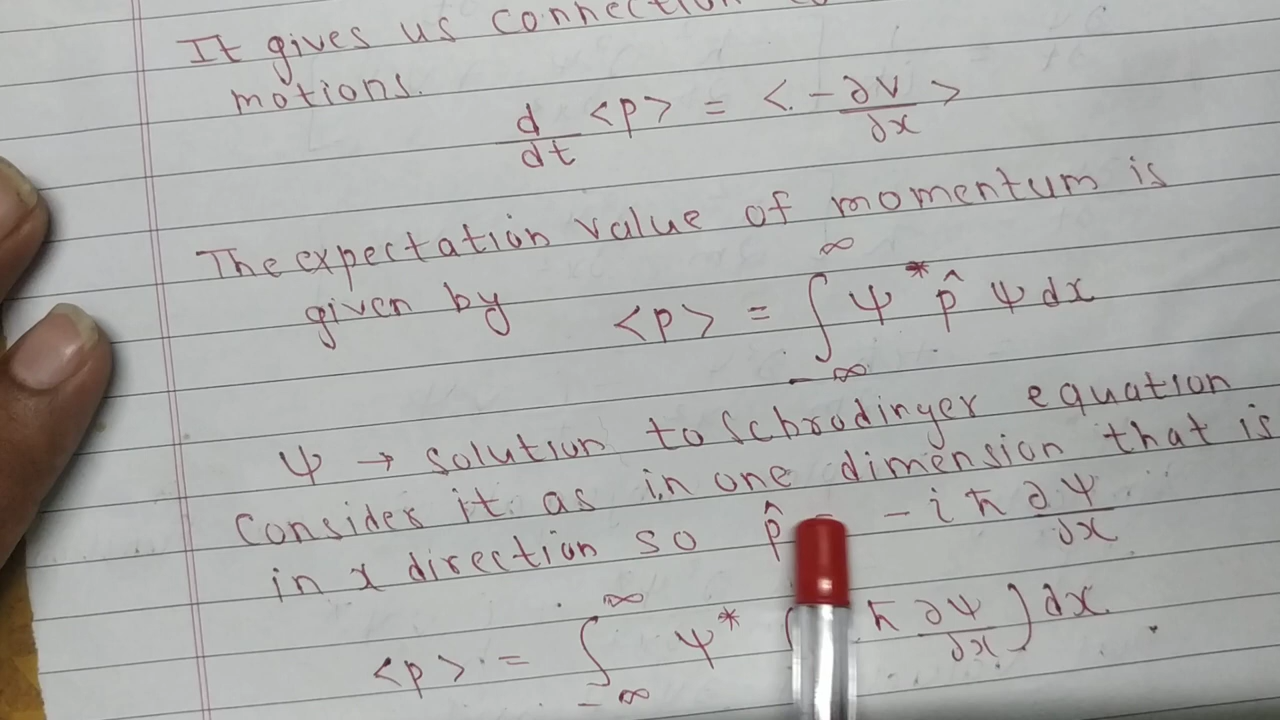 It gives us connection
motions.
d/dt <p> = <- ∂V/∂x >
The expectation value of momentum is
given by <p> = ∫_{-∞}^{∞} ψ* p̂ ψ dx
ψ → solution to Schrodinger equation
Consider it as in one dimension that is
in x direction so p̂ = -iħ ∂ψ/∂x
<p> = ∫_{-∞}^{∞} ψ* ( ħ ∂ψ/∂x ) dx